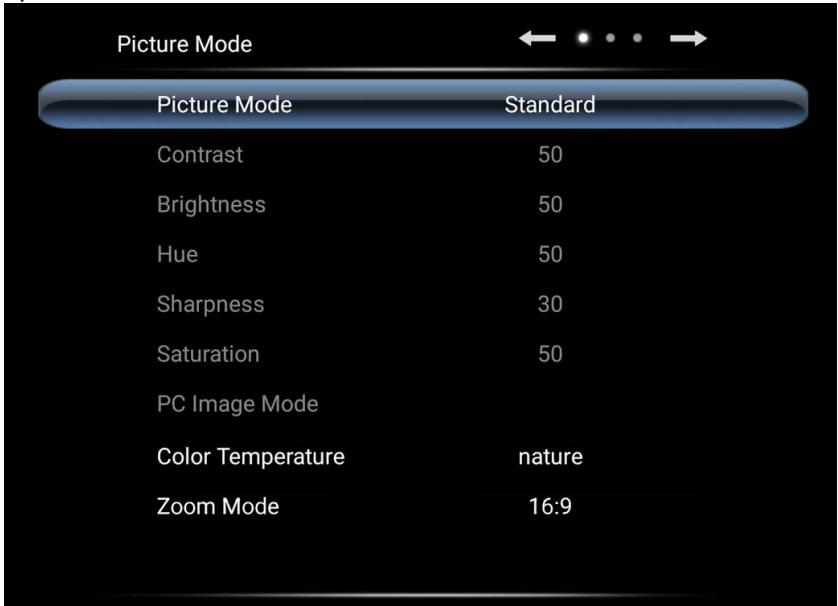 Picture Mode
Picture Mode Standard
Contrast 50
Brightness 50
Hue 50
Sharpness 30
Saturation 50
PC Image Mode
Color Temperature nature
Zoom Mode 16:9